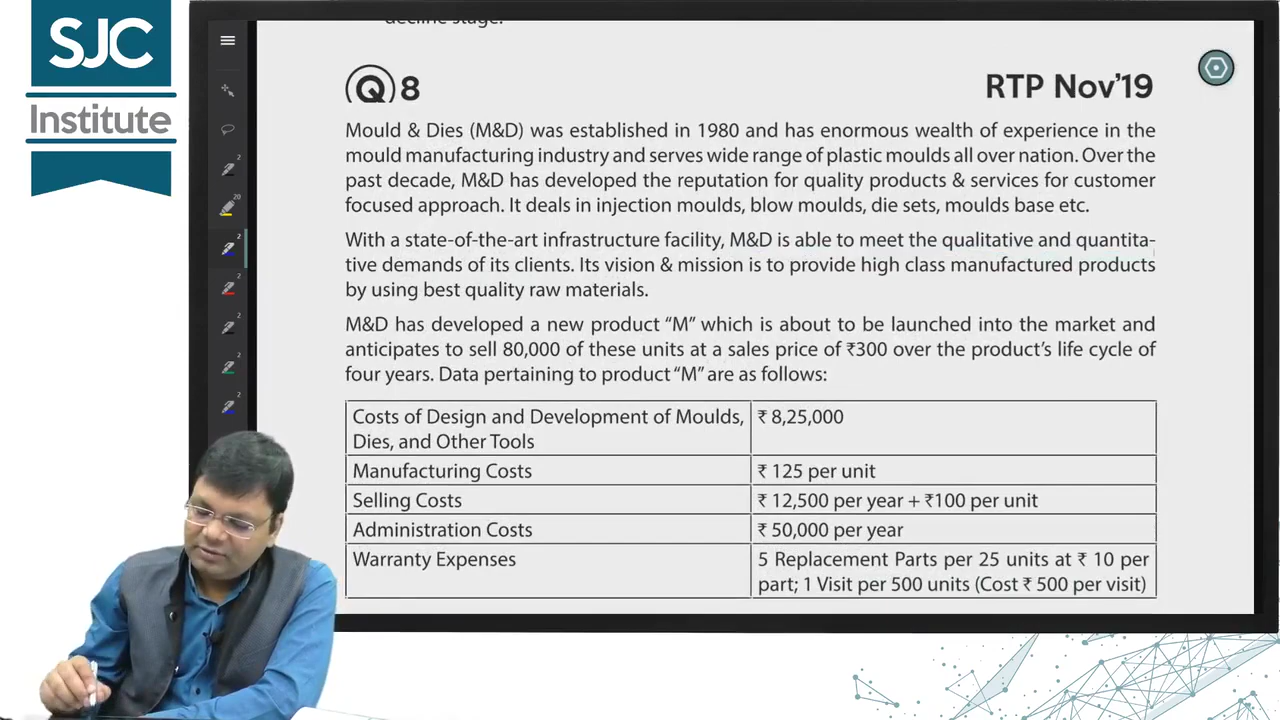 decline stage.
SJC
Institute
Q 8
RTP Nov'19
Mould & Dies (M&D) was established in 1980 and has enormous wealth of experience in the
mould manufacturing industry and serves wide range of plastic moulds all over nation. Over the
past decade, M&D has developed the reputation for quality products & services for customer
focused approach. It deals in injection moulds, blow moulds, die sets, moulds base etc.
With a state-of-the-art infrastructure facility, M&D is able to meet the qualitative and quantita-
tive demands of its clients. Its vision & mission is to provide high class manufactured products
by using best quality raw materials.
M&D has developed a new product “M” which is about to be launched into the market and
anticipates to sell 80,000 of these units at a sales price of ₹300 over the product's life cycle of
four years. Data pertaining to product “M” are as follows:
Costs of Design and Development of Moulds, ₹ 8,25,000
Dies, and Other Tools
Manufacturing Costs ₹ 125 per unit
Selling Costs ₹ 12,500 per year + ₹100 per unit
Administration Costs ₹ 50,000 per year
Warranty Expenses 5 Replacement Parts per 25 units at ₹ 10 per
part; 1 Visit per 500 units (Cost ₹ 500 per visit)
2
20
2
2
2
2
2